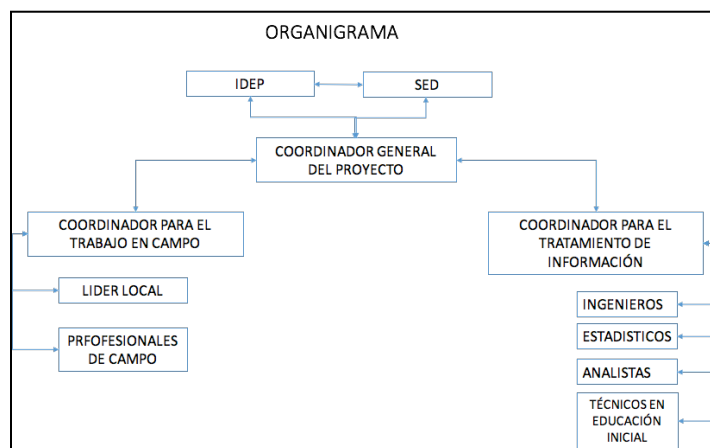 ORGANIGRAMA
IDEP
SED
COORDINADOR GENERAL
DEL PROYECTO
COORDINADOR PARA EL
TRABAJO EN CAMPO
COORDINADOR PARA EL
TRATAMIENTO DE
INFORMACIÓN
LIDER LOCAL
PRFOFESIONALES
DE CAMPO
INGENIEROS
ESTADISTICOS
ANALISTAS
TÉCNICOS EN
EDUCACIÓN
INICIAL